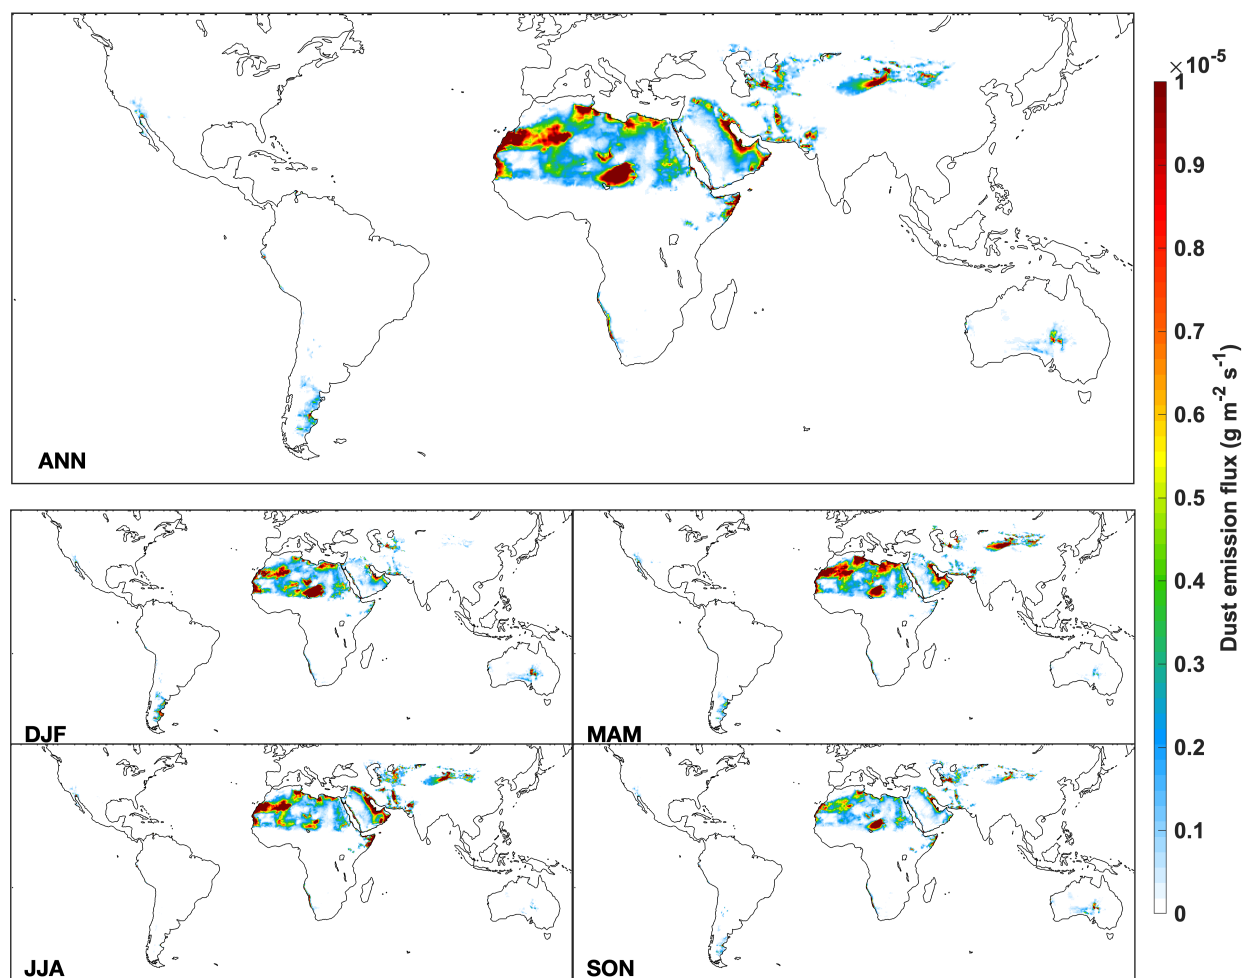 ×10⁻⁵
1
0.9
0.8
0.7
0.6
0.5
0.4
0.3
0.2
0.1
0
Dust emission flux (g m⁻² s⁻¹)
ANN
DJF
MAM
JJA
SON